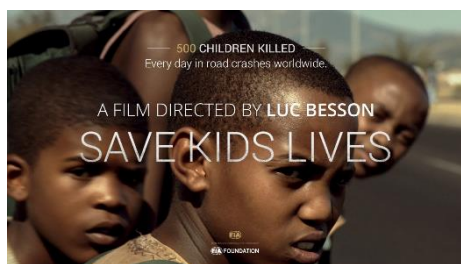 500 CHILDREN KILLED
Every day in road crashes worldwide.
A FILM DIRECTED BY LUC BESSON
SAVE KIDS LIVES
FIA
FIA FOUNDATION